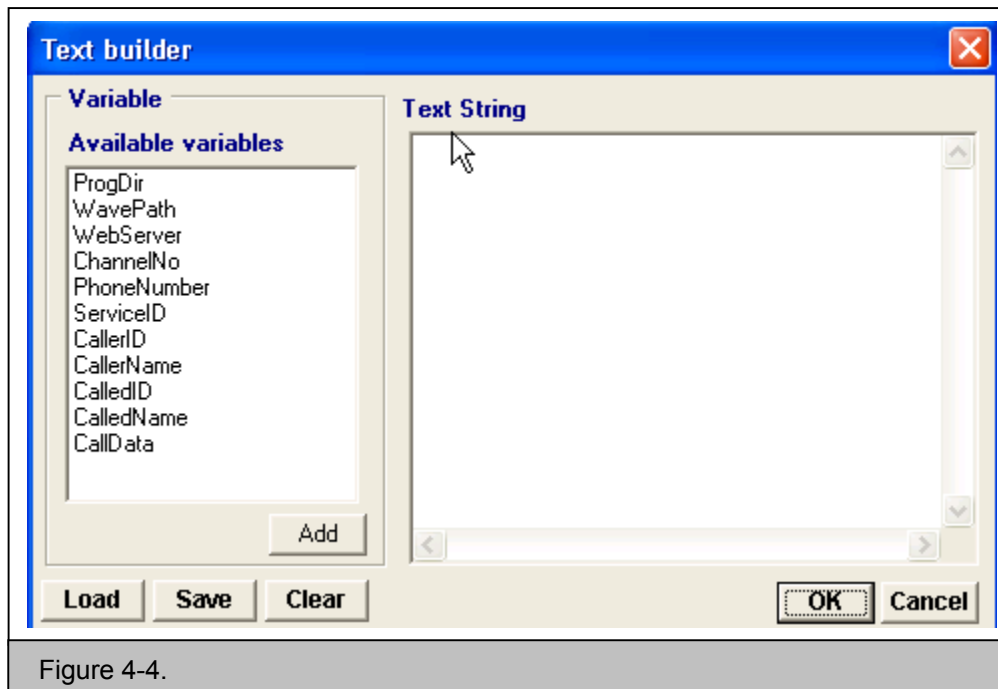 Text builder
Variable
Available variables
ProgDir
WavePath
WebServer
ChannelNo
PhoneNumber
ServiceID
CallerID
CallerName
CalledID
CalledName
CallData
Add
Text String
Load Save Clear
OK Cancel
Figure 4-4.